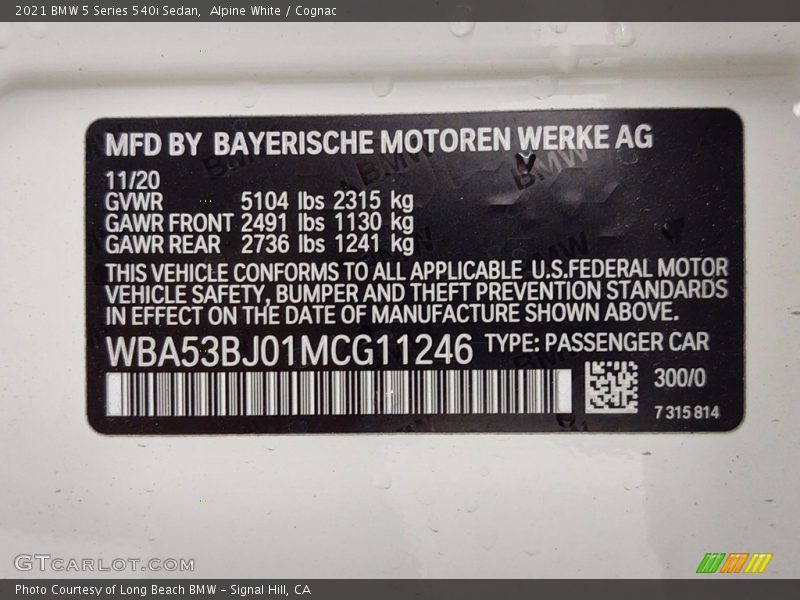 2021 BMW 5 Series 540i Sedan, Alpine White / Cognac
MFD BY BAYERISCHE MOTOREN WERKE AG
11/20
GVWR 5104 lbs 2315 kg
GAWR FRONT 2491 lbs 1130 kg
GAWR REAR 2736 lbs 1241 kg
THIS VEHICLE CONFORMS TO ALL APPLICABLE U.S.FEDERAL MOTOR
VEHICLE SAFETY, BUMPER AND THEFT PREVENTION STANDARDS
IN EFFECT ON THE DATE OF MANUFACTURE SHOWN ABOVE.
WBA53BJ01MCG11246 TYPE: PASSENGER CAR
300/0
7 315 814
GTCARLOT.COM
Photo Courtesy of Long Beach BMW - Signal Hill, CA